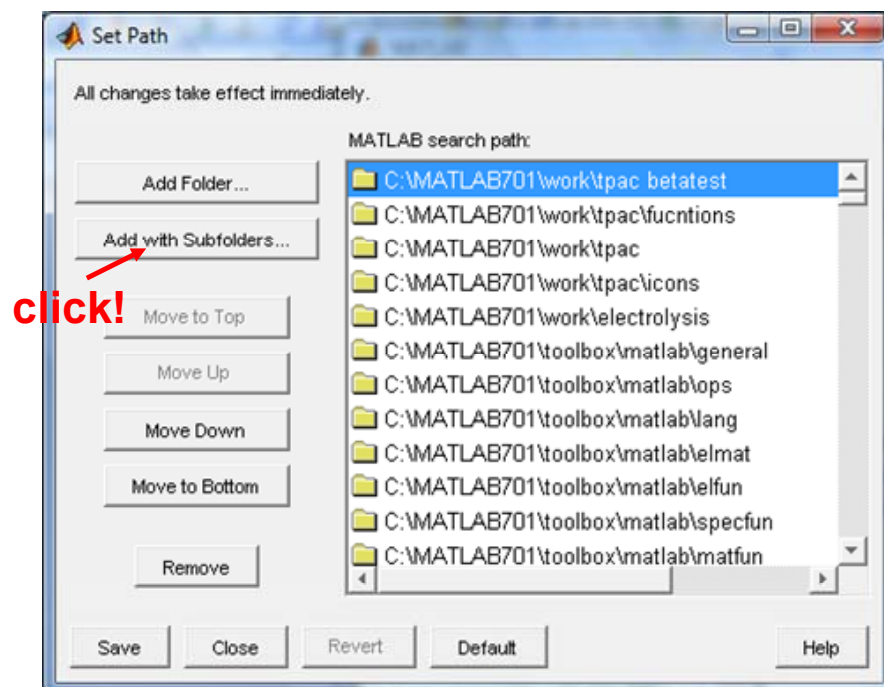 Set Path
MATLAB
All changes take effect immediately.
MATLAB search path:
Add Folder...
Add with Subfolders...
click!
Move to Top
Move Up
Move Down
Move to Bottom
Remove
C:\MATLAB701\work\tpac betatest
C:\MATLAB701\work\tpac\fucntions
C:\MATLAB701\work\tpac
C:\MATLAB701\work\tpac\icons
C:\MATLAB701\work\electrolysis
C:\MATLAB701\toolbox\matlab\general
C:\MATLAB701\toolbox\matlab\ops
C:\MATLAB701\toolbox\matlab\lang
C:\MATLAB701\toolbox\matlab\elmat
C:\MATLAB701\toolbox\matlab\elfun
C:\MATLAB701\toolbox\matlab\specfun
C:\MATLAB701\toolbox\matlab\matfun
Save Close Revert Default Help